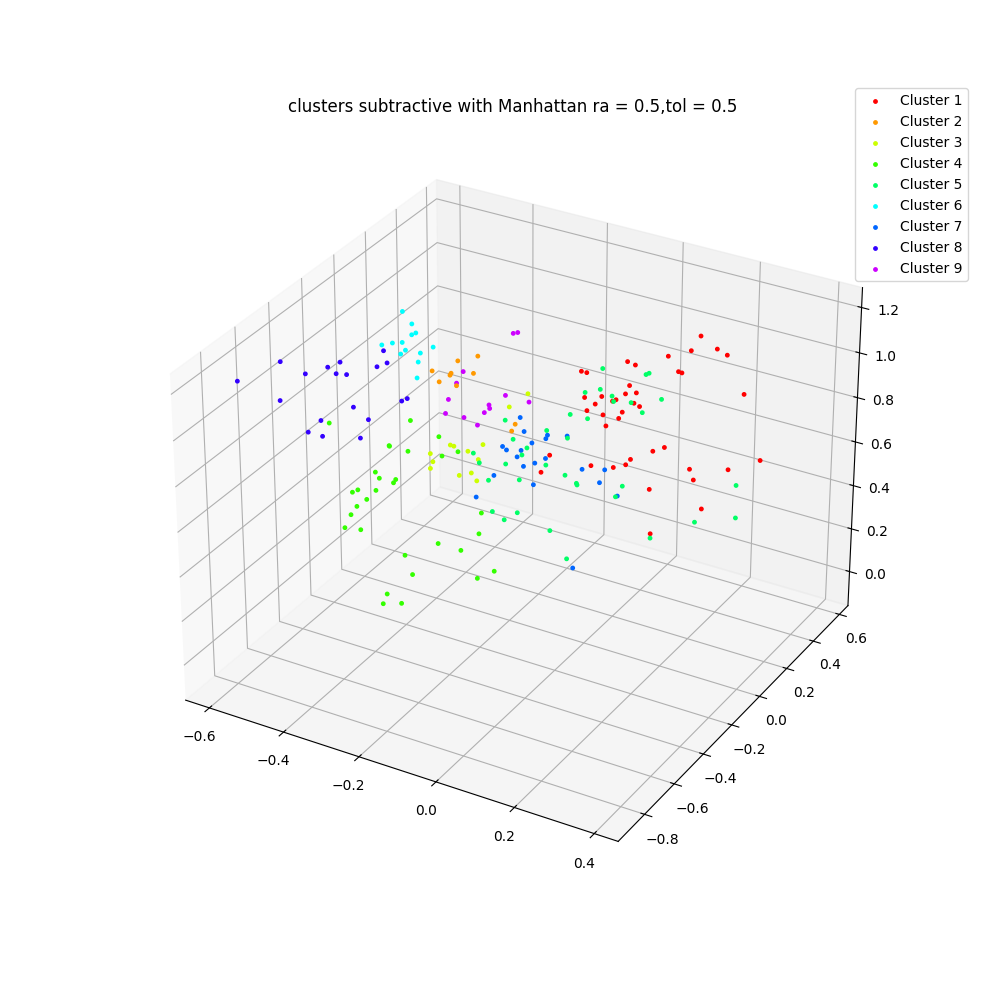 clusters subtractive with Manhattan ra = 0.5,tol = 0.5
Cluster 1
Cluster 2
Cluster 3
Cluster 4
Cluster 5
Cluster 6
Cluster 7
Cluster 8
Cluster 9
1.2
1.0
0.8
0.6
0.4
0.2
0.0
0.6
0.4
0.2
0.0
−0.2
−0.4
−0.6
−0.8
−0.6
−0.4
−0.2
0.0
0.2
0.4